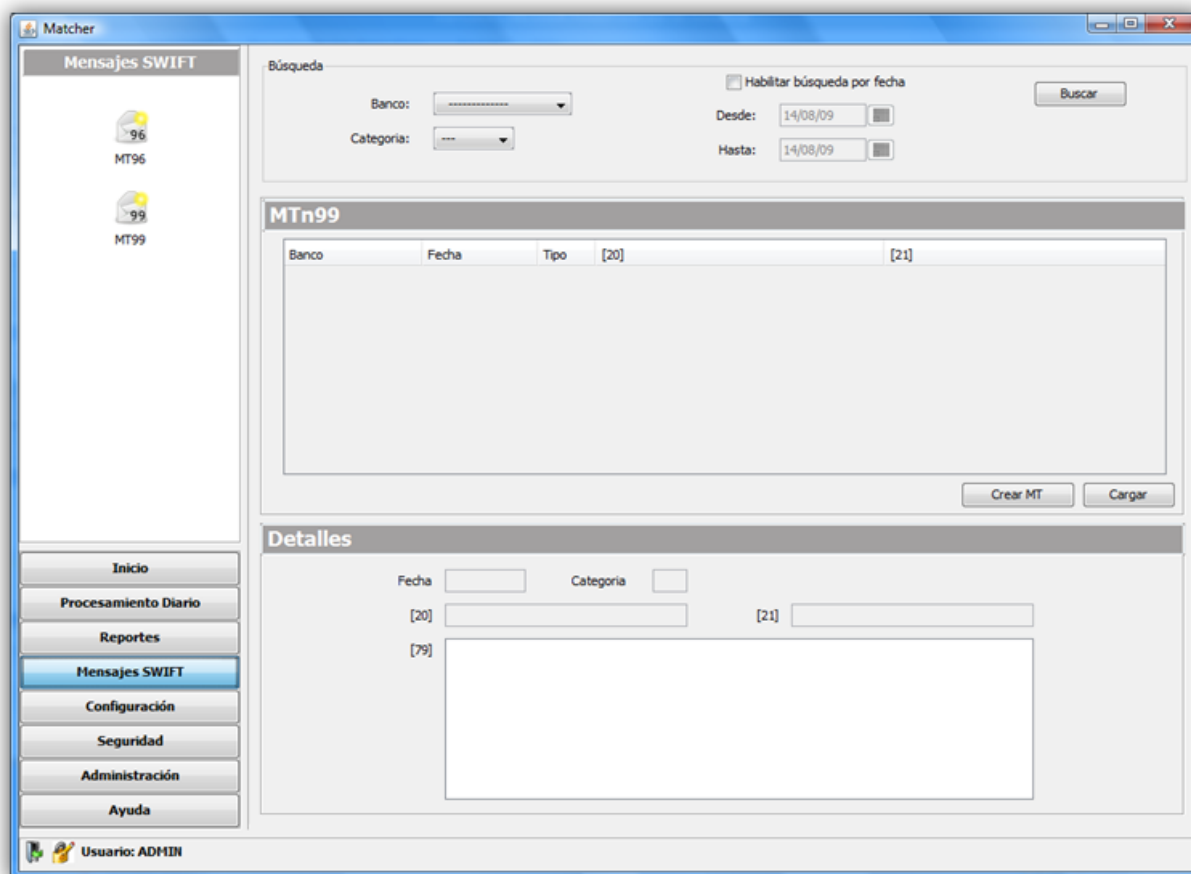 Matcher
Mensajes SWIFT
96
MT96
99
MT99
Inicio
Procesamiento Diario
Reportes
Mensajes SWIFT
Configuración
Seguridad
Administración
Ayuda
Búsqueda
Banco: -------------
Categoria: ---
Habilitar búsqueda por fecha
Desde: 14/08/09
Hasta: 14/08/09
Buscar
MTn99
Banco Fecha Tipo [20] [21]
Crear MT Cargar
Detalles
Fecha Categoria
[20] [21]
[79]
Usuario: ADMIN